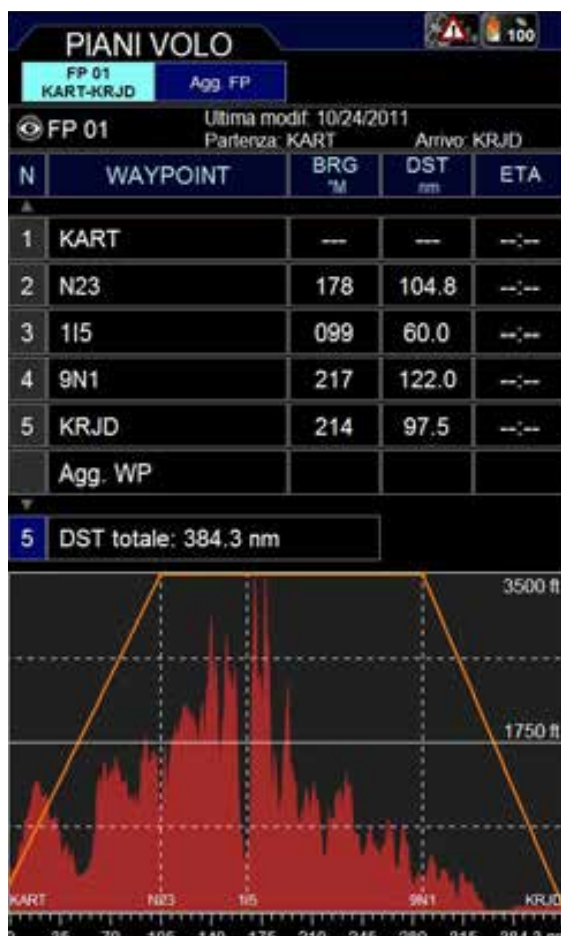 PIANI VOLO
100
FP 01
KART-KRJD
Agg. FP
FP 01
Ultima modif: 10/24/2011
Partenza: KART Arrivo: KRJD
N WAYPOINT BRG DST ETA
°M nm
1 KART --- --- --:--
2 N23 178 104.8 --:--
3 1I5 099 60.0 --:--
4 9N1 217 122.0 --:--
5 KRJD 214 97.5 --:--
Agg. WP
5 DST totale: 384.3 nm
3500 ft
1750 ft
KART N23 1I5 9N1 KRJD
0 35 70 105 140 175 210 245 280 315 384.3 nm